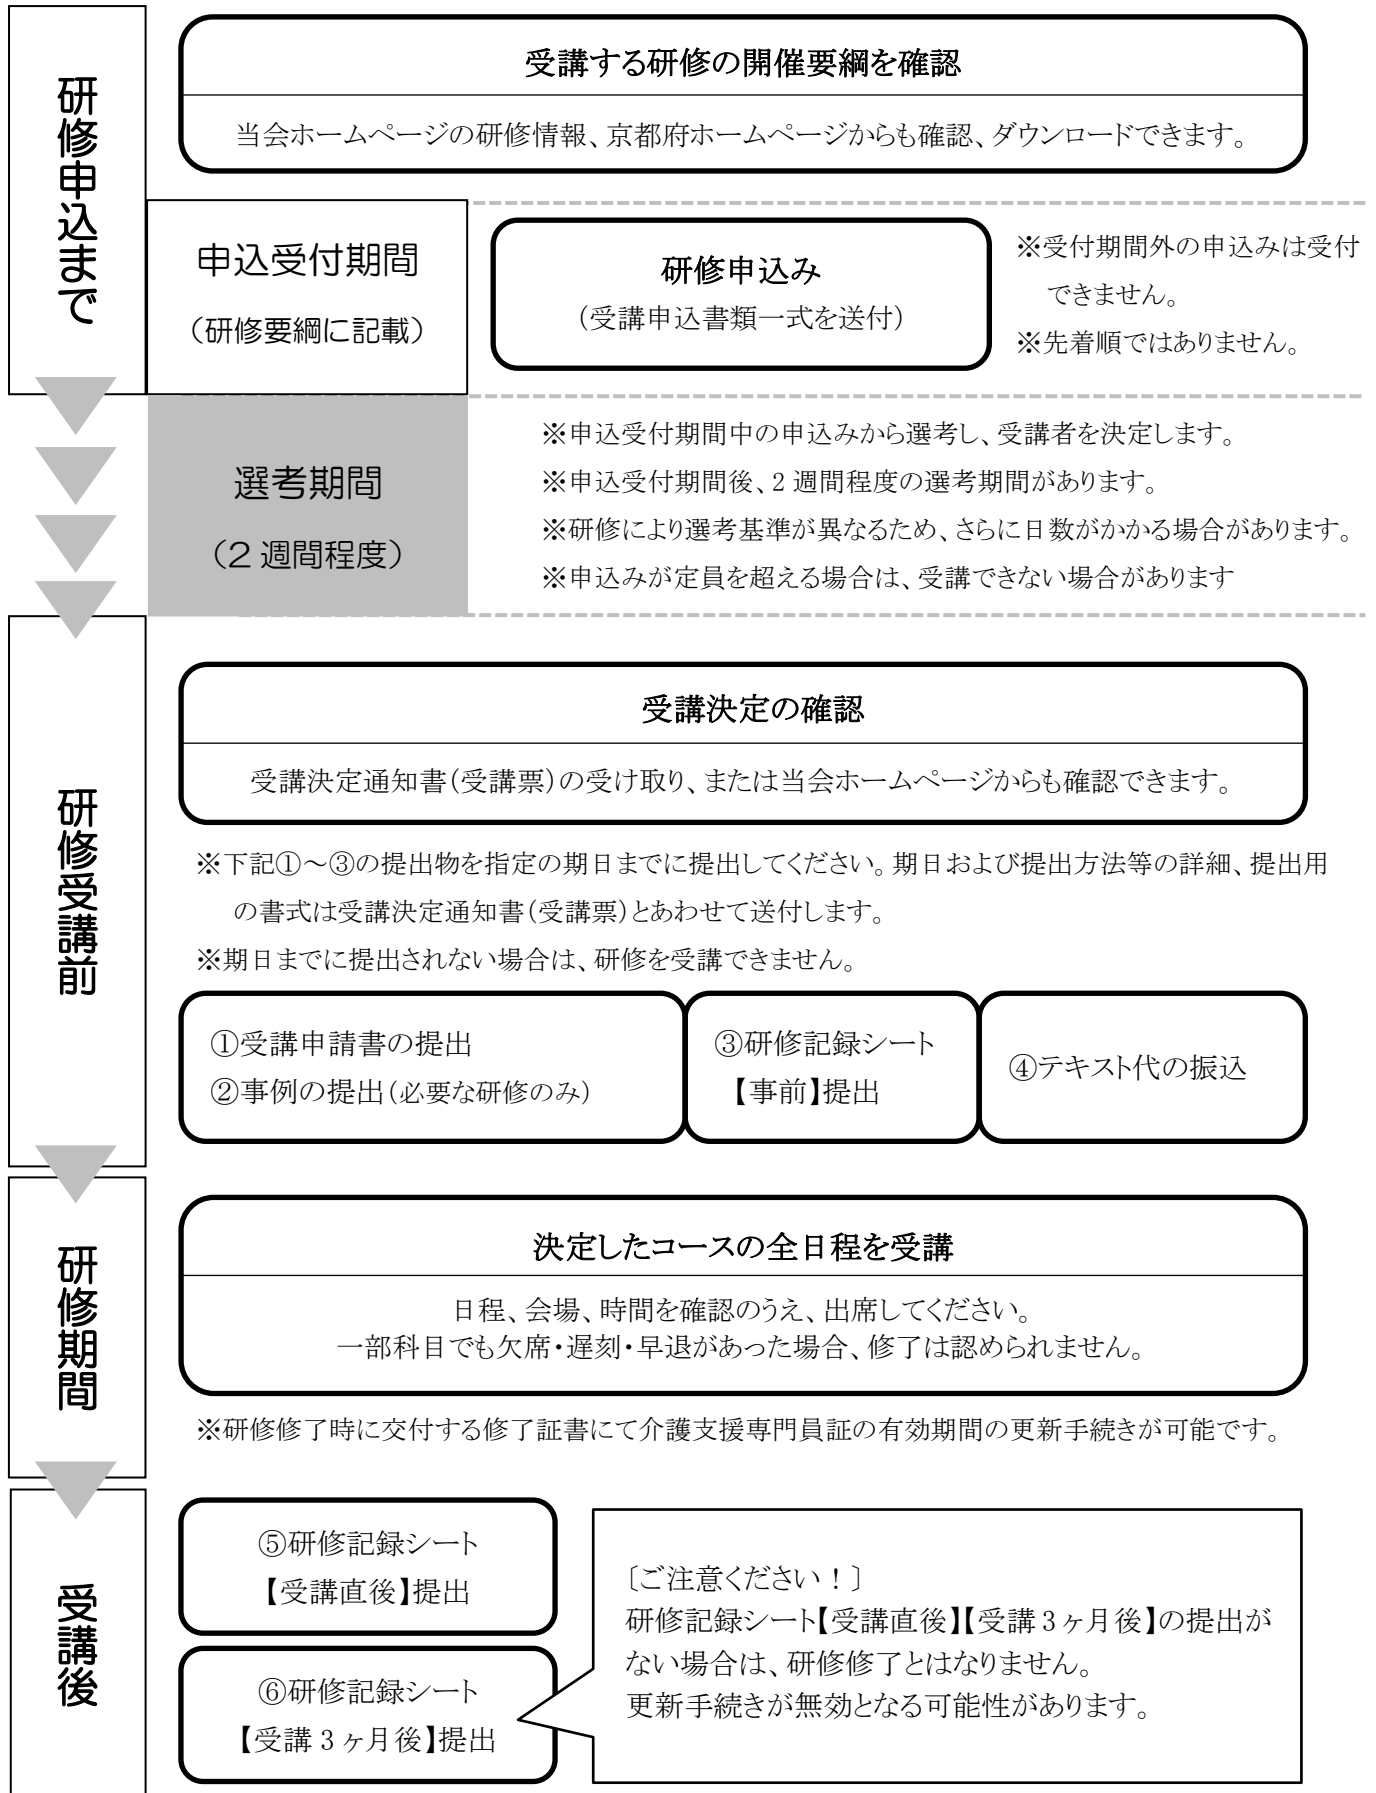 研修申込まで
受講する研修の開催要綱を確認
当会ホームページの研修情報、京都府ホームページからも確認、ダウンロードできます。
申込受付期間
（研修要綱に記載）
研修申込み
（受講申込書類一式を送付）
※受付期間外の申込みは受付
できません。
※先着順ではありません。
選考期間
（２週間程度）
※申込受付期間中の申込みから選考し、受講者を決定します。
※申込受付期間後、2 週間程度の選考期間があります。
※研修により選考基準が異なるため、さらに日数がかかる場合があります。
※申込みが定員を超える場合は、受講できない場合があります
研修受講前
受講決定の確認
受講決定通知書（受講票）の受け取り、または当会ホームページからも確認できます。
※下記①～③の提出物を指定の期日までに提出してください。期日および提出方法等の詳細、提出用
の書式は受講決定通知書（受講票）とあわせて送付します。
※期日までに提出されない場合は、研修を受講できません。
①受講申請書の提出
②事例の提出（必要な研修のみ）
③研修記録シート
【事前】提出
④テキスト代の振込
研修期間
決定したコースの全日程を受講
日程、会場、時間を確認のうえ、出席してください。
一部科目でも欠席・遅刻・早退があった場合、修了は認められません。
※研修修了時に交付する修了証書にて介護支援専門員証の有効期間の更新手続きが可能です。
受講後
⑤研修記録シート
【受講直後】提出
⑥研修記録シート
【受講 3 ヶ月後】提出
〔ご注意ください！〕
研修記録シート【受講直後】【受講 3 ヶ月後】の提出が
ない場合は、研修修了とはなりません。
更新手続きが無効となる可能性があります。